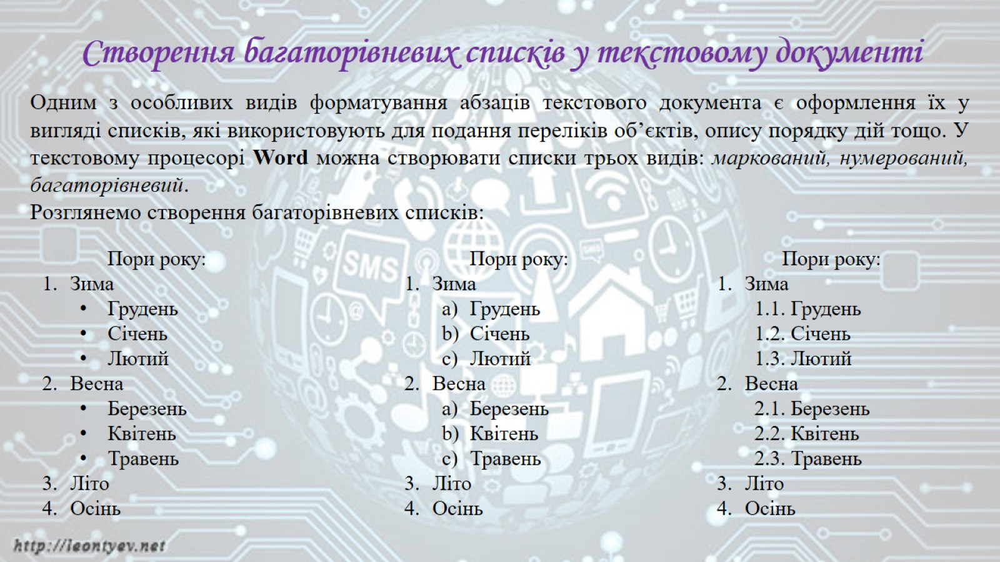 Створення багаторівневих списків у текстовому документі
Одним з особливих видів форматування абзаців текстового документа є оформлення їх у
вигляді списків, які використовують для подання переліків об’єктів, опису порядку дій тощо. У
текстовому процесорі Word можна створювати списки трьох видів: маркований, нумерований,
багаторівневий.
Розглянемо створення багаторівневих списків:
Пори року:
1. Зима
• Грудень
• Січень
• Лютий
2. Весна
• Березень
• Квітень
• Травень
3. Літо
4. Осінь
Пори року:
1. Зима
a) Грудень
b) Січень
c) Лютий
2. Весна
a) Березень
b) Квітень
c) Травень
3. Літо
4. Осінь
Пори року:
1. Зима
1.1. Грудень
1.2. Січень
1.3. Лютий
2. Весна
2.1. Березень
2.2. Квітень
2.3. Травень
3. Літо
4. Осінь
SMS
SMS
@
@
http://leontyev.net